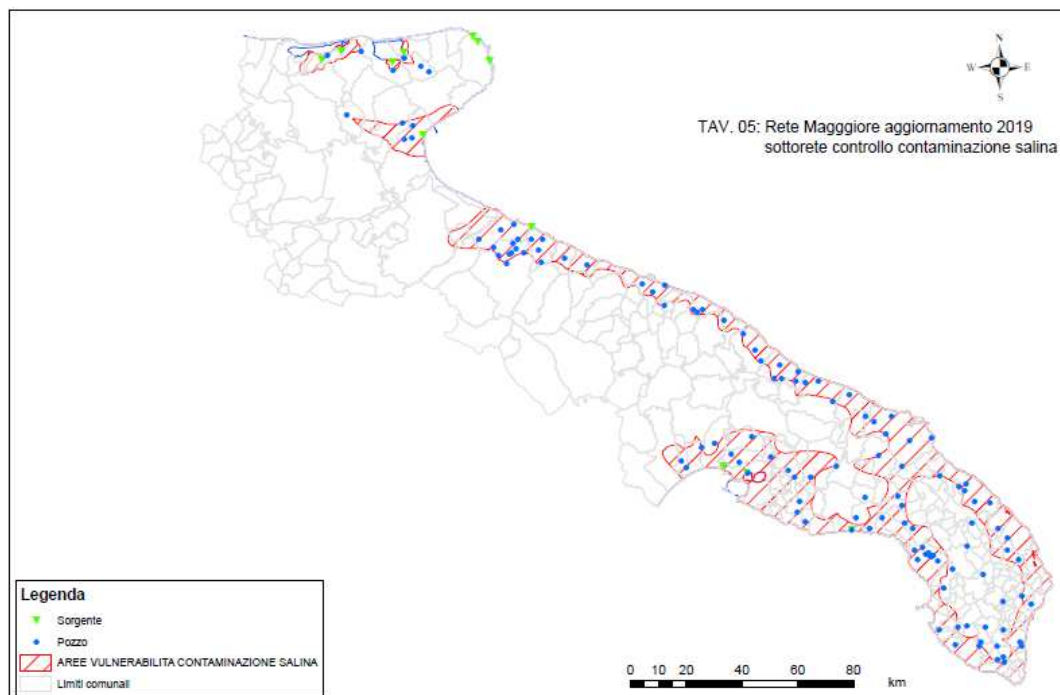 N
W E
S
TAV. 05: Rete Magggiore aggiornamento 2019
sottorete controllo contaminazione salina
Legenda
Sorgente
Pozzo
AREE VULNERABILITA CONTAMINAZIONE SALINA
Limiti comunali
0 10 20 40 60 80
km